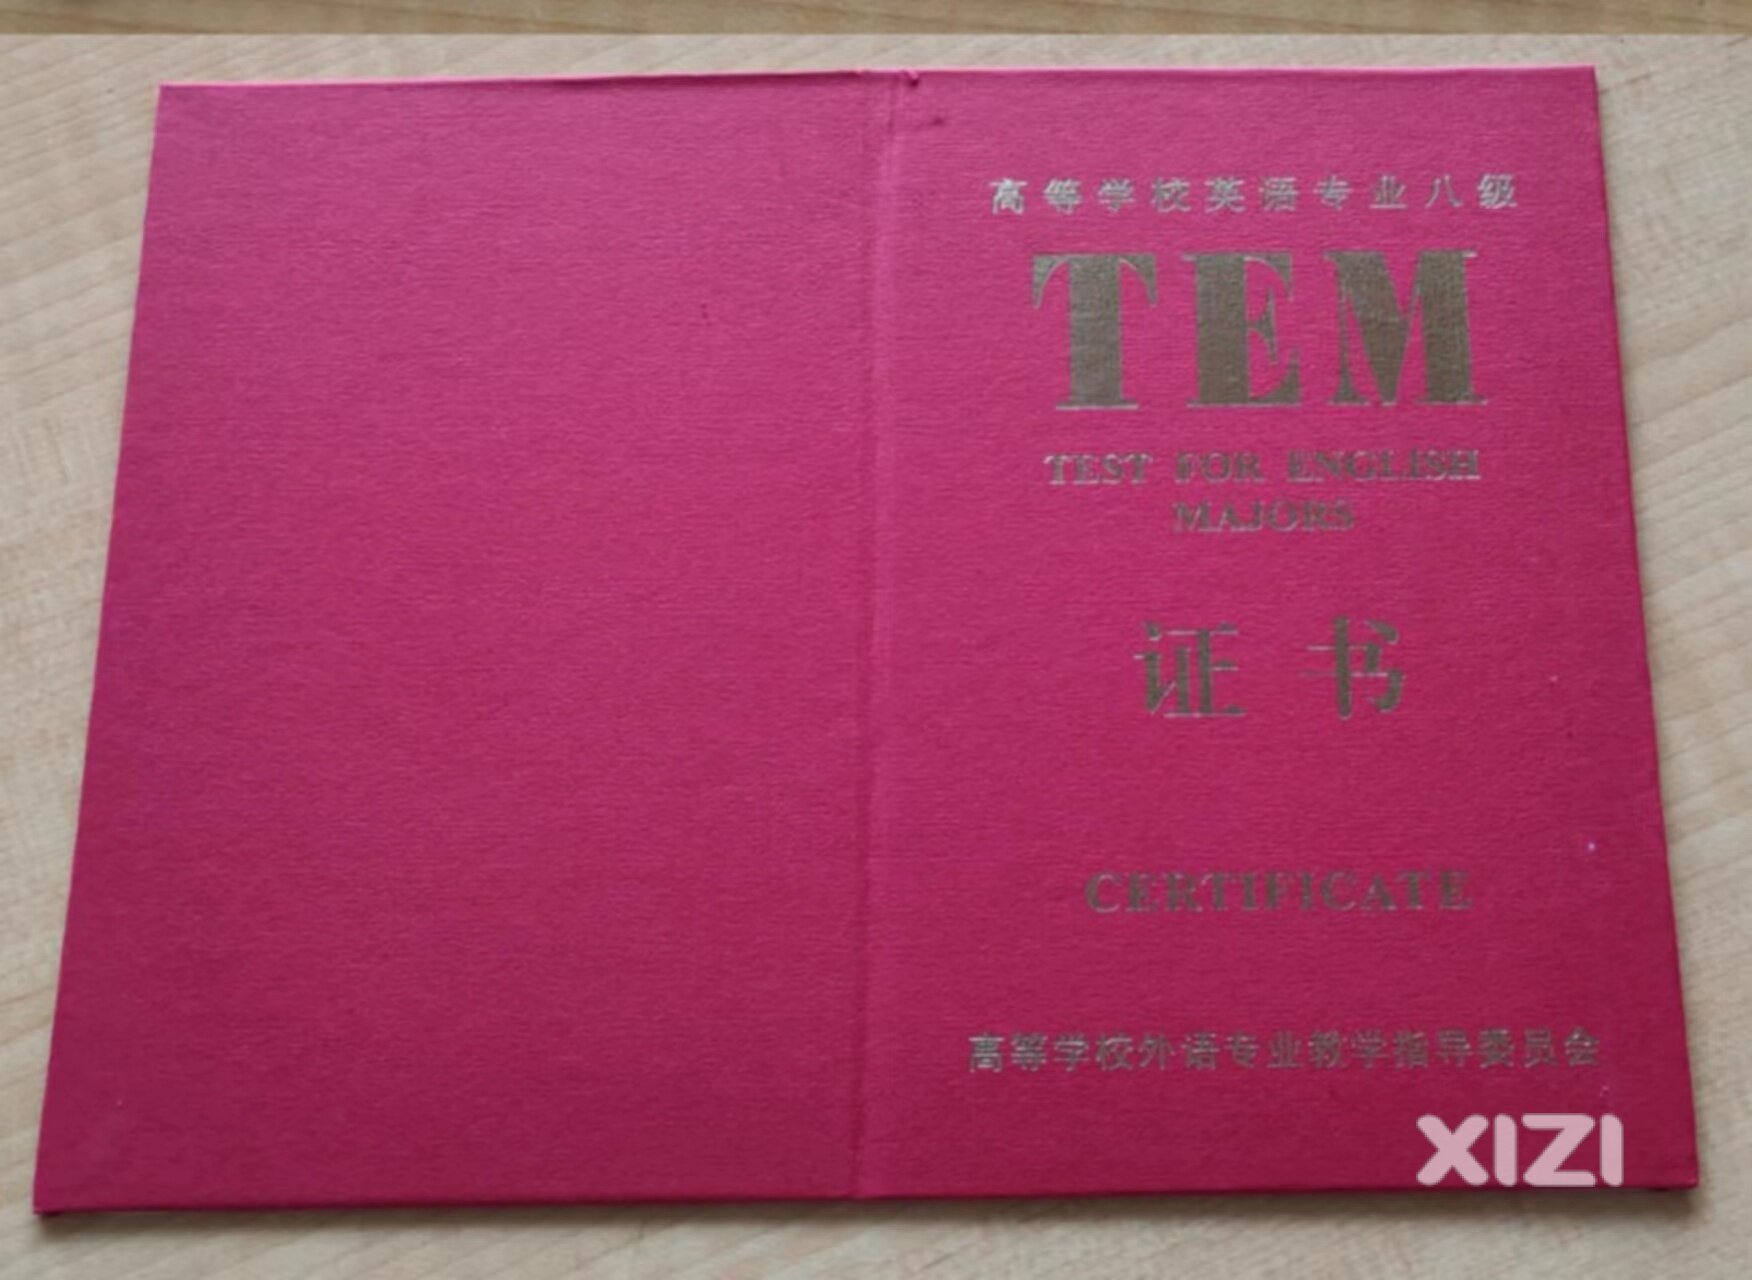 高等学校英语专业八级
TEM
TEST FOR ENGLISH
MAJORS
证书
CERTIFICATE
高等学校外语专业教学指导委员会
XIZI